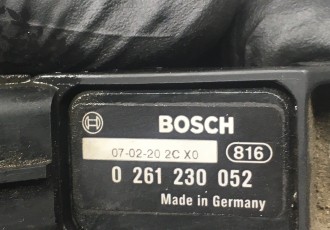 BOSCH
07-02-20 2C X0
816
0 261 230 052
Made in Germany